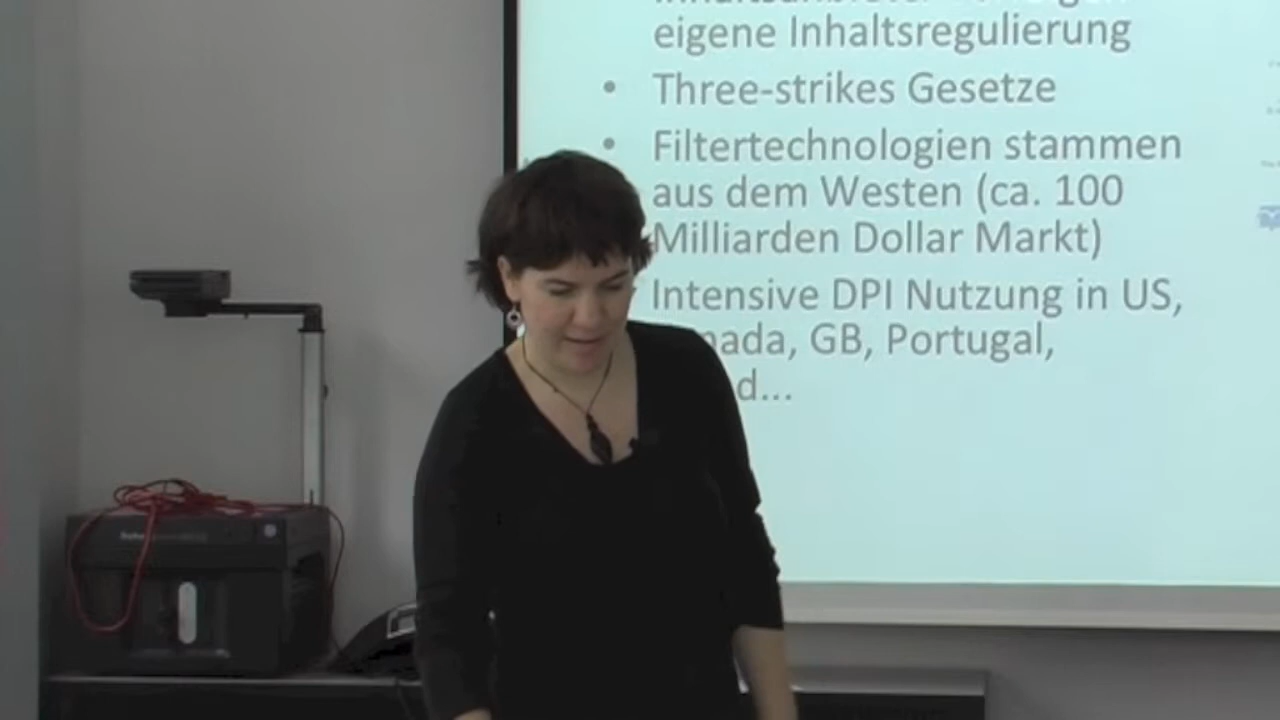 eigene Inhaltsregulierung
• Three-strikes Gesetze
• Filtertechnologien stammen
aus dem Westen (ca. 100
Milliarden Dollar Markt)
Intensive DPI Nutzung in US,
nada, GB, Portugal,
d...